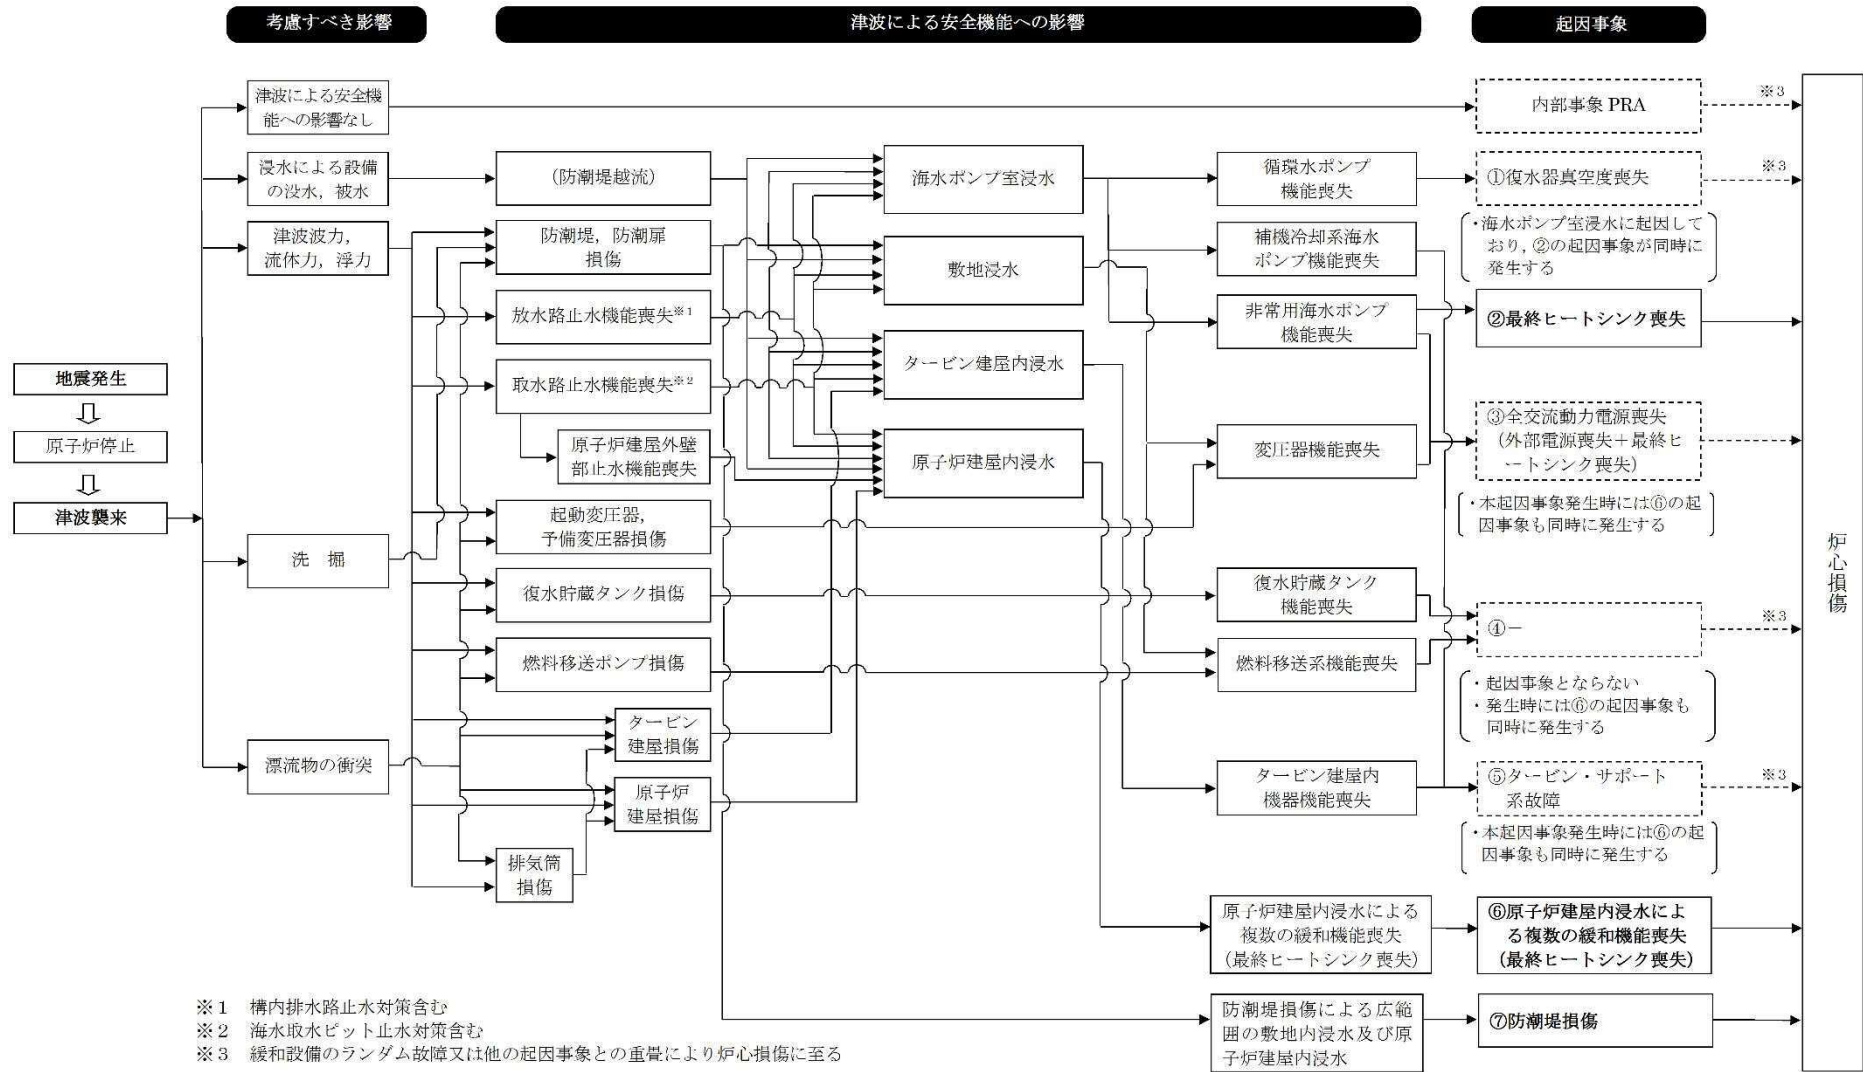 考慮すべき影響
津波による安全機能への影響
起因事象
津波による安全機
能への影響なし
内部事象 PRA
※3
浸水による設備
の没水，被水
（防潮堤越流）
海水ポンプ室浸水
循環水ポンプ
機能喪失
①復水器真空度喪失
※3
・海水ポンプ室浸水に起因して
おり，②の起因事象が同時に
発生する
津波波力，
流体力，浮力
防潮堤，防潮扉
損傷
敷地浸水
補機冷却系海水
ポンプ機能喪失
放水路止水機能喪失※1
非常用海水ポンプ
機能喪失
②最終ヒートシンク喪失
地震発生
原子炉停止
津波襲来
取水路止水機能喪失※2
タービン建屋内浸水
原子炉建屋外壁
部止水機能喪失
原子炉建屋内浸水
変圧器機能喪失
③全交流動力電源喪失
（外部電源喪失＋最終ヒ
ートシンク喪失）
・本起因事象発生時には⑥の起
因事象も同時に発生する
洗　掘
起動変圧器，
予備変圧器損傷
復水貯蔵タンク損傷
復水貯蔵タンク
機能喪失
④－
※3
燃料移送ポンプ損傷
燃料移送系機能喪失
・起因事象とならない
・発生時には⑥の起因事象も
同時に発生する
漂流物の衝突
タービン
建屋損傷
原子炉
建屋損傷
タービン建屋内
機器機能喪失
⑤タービン・サポート
系故障
※3
・本起因事象発生時には⑥の起
因事象も同時に発生する
排気筒
損傷
原子炉建屋内浸水による
複数の緩和機能喪失
（最終ヒートシンク喪失）
⑥原子炉建屋内浸水によ
る複数の緩和機能喪失
（最終ヒートシンク喪失）
防潮堤損傷による広範
囲の敷地内浸水及び原
子炉建屋内浸水
⑦防潮堤損傷
炉心損傷
※1　構内排水路止水対策含む
※2　海水取水ピット止水対策含む
※3　緩和設備のランダム故障又は他の起因事象との重畳により炉心損傷に至る